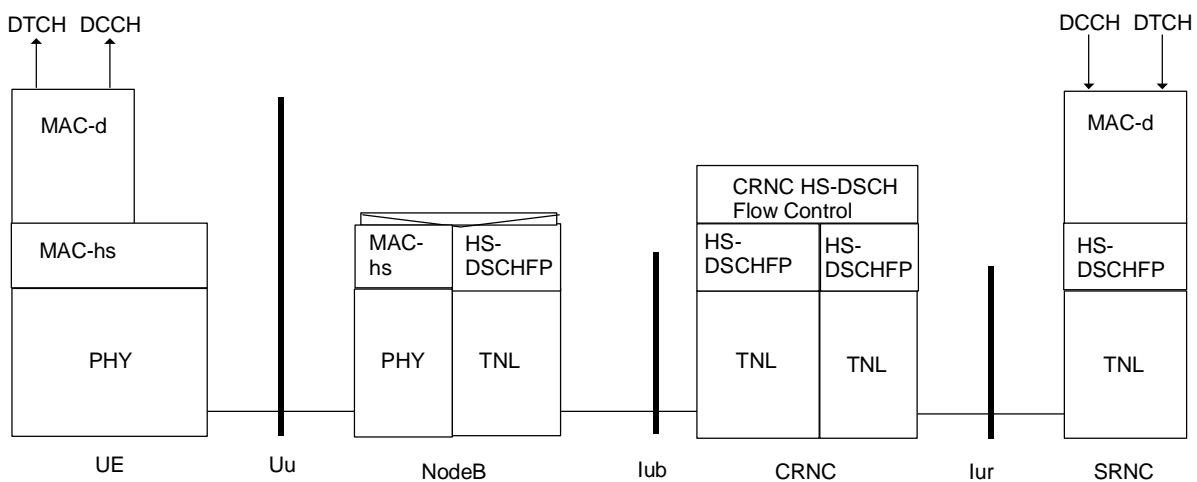 DTCH DCCH
DCCH DTCH
MAC-d
MAC-d
CRNC HS-DSCH
Flow Control
MAC-hs
MAC-
hs
HS-
DSCHFP
HS-
DSCHFP
HS-
DSCHFP
HS-
DSCHFP
PHY
PHY
TNL
TNL
TNL
TNL
UE
Uu
NodeB
Iub
CRNC
Iur
SRNC